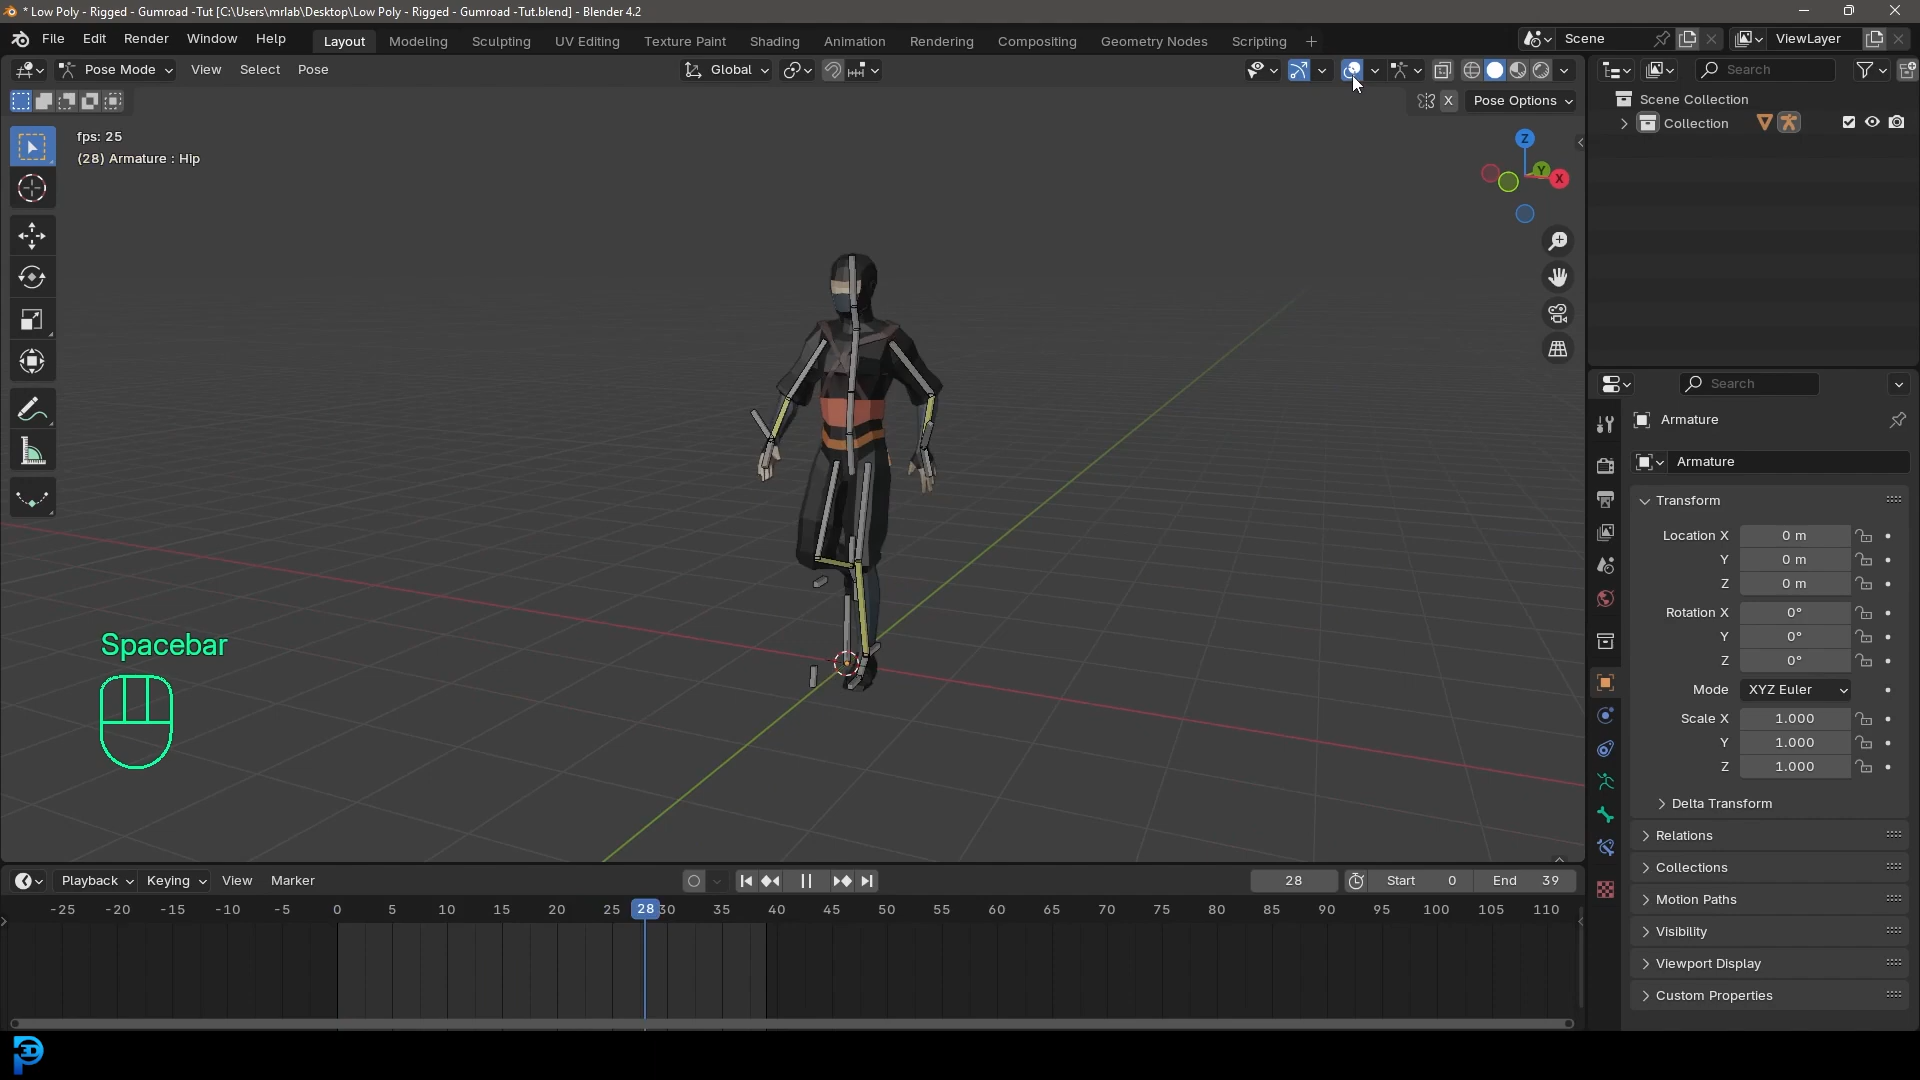 * Low Poly - Rigged - Gumroad -Tut [C:\Users\mrlab\Desktop\Low Poly - Rigged - Gumroad -Tut.blend] - Blender 4.2
File Edit Render Window Help Layout Modeling Sculpting UV Editing Texture Paint Shading Animation Rendering Compositing Geometry Nodes Scripting + Scene ViewLayer
Pose Mode View Select Pose Global Search
X Pose Options
Scene Collection
Collection
fps: 25
(28) Armature : Hip
Z
Y
X
Search
Armature
Armature
Transform
Location X 0 m
Y 0 m
Z 0 m
Rotation X 0°
Y 0°
Z 0°
Mode XYZ Euler
Scale X 1.000
Y 1.000
Z 1.000
Delta Transform
Relations
Collections
Motion Paths
Visibility
Viewport Display
Custom Properties
Spacebar
Playback Keying View Marker 28 Start 0 End 39
-25 -20 -15 -10 -5 0 5 10 15 20 25 28 30 35 40 45 50 55 60 65 70 75 80 85 90 95 100 105 110
P3D